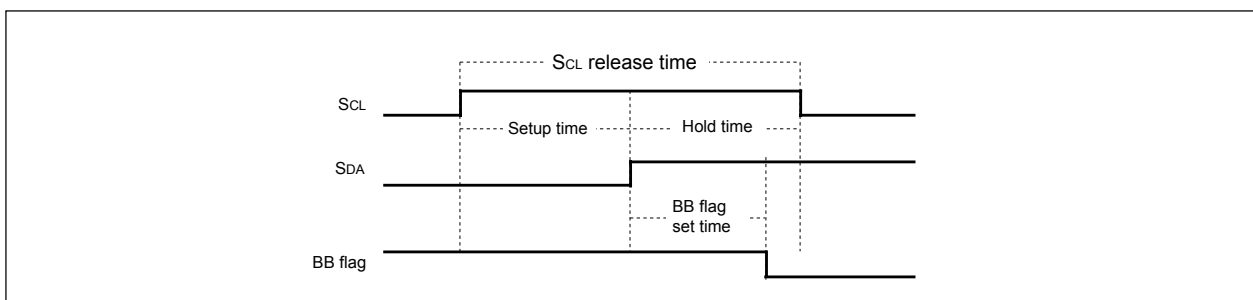 SCL release time
SCL
Setup time
Hold time
SDA
BB flag
set time
BB flag